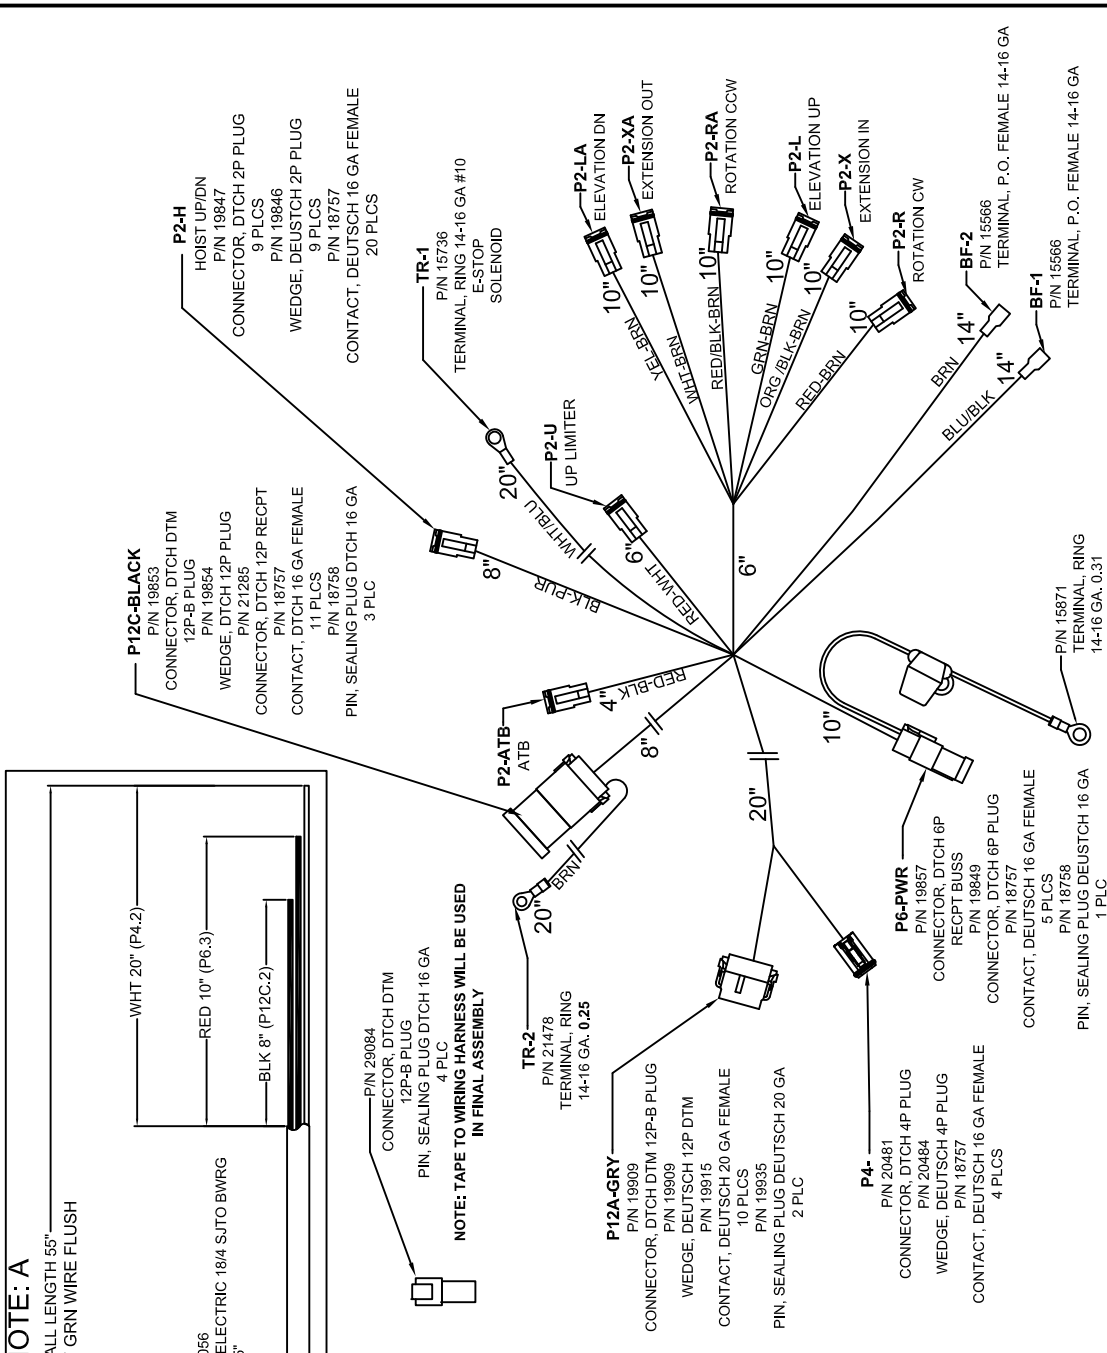 P2-H
HOIST UP/DN
P/N 19847
CONNECTOR, DTCH 2P PLUG
9 PLCS
P/N 19846
WEDGE, DEUSTCH 2P PLUG
9 PLCS
P/N 18757
CONTACT, DEUTSCH 16 GA FEMALE
20 PLCS
TR-1
P/N 15736
TERMINAL, RING 14-16 GA #10
E-STOP
SOLENOID
P2-LA
ELEVATION DN
P2-XA
EXTENSION OUT
P2-RA
ROTATION CCW
P2-L
ELEVATION UP
P2-X
EXTENSION IN
P2-R
ROTATION CW
BF-2
P/N 15566
TERMINAL, P.O. FEMALE 14-16 GA
BF-1
P/N 15566
TERMINAL, P.O. FEMALE 14-16 GA
10"
10"
10"
10"
10"
10"
14"
14"
YEL-BRN
WHT-BRN
RED/BLK-BRN
GRN-BRN
ORG /BLK-BRN
RED-BRN
BRN
BLU/BLK
P12C-BLACK
P/N 19853
CONNECTOR, DTCH DTM
12P-B PLUG
P/N 19854
WEDGE, DTCH 12P PLUG
P/N 21285
CONNECTOR, DTCH 12P RECPT
P/N 18757
CONTACT, DTCH 16 GA FEMALE
11 PLCS
P/N 18758
PIN, SEALING PLUG DTCH 16 GA
3 PLC
P2-U
UP LIMITER
20"
WHT/BLU
6"
RED-WHT
8"
BLK-PUR
6"
P2-ATB
ATB
4"
RED-BLK
8"
20"
10"
P/N 15871
TERMINAL, RING
14-16 GA. 0.31
OTE: A
ALL LENGTH 55"
GRN WIRE FLUSH
056
ELECTRIC 18/4 SJTO BWRG
5"
WHT 20" (P4.2)
RED 10" (P6.3)
BLK 8" (P12C.2)
P/N 29084
CONNECTOR, DTCH DTM
12P-B PLUG
PIN, SEALING PLUG DTCH 16 GA
4 PLC
NOTE: TAPE TO WIRING HARNESS WILL BE USED
IN FINAL ASSEMBLY
TR-2
P/N 21478
TERMINAL, RING
14-16 GA. 0.25
20"
BRN
P12A-GRY
P/N 19909
CONNECTOR, DTCH DTM 12P-B PLUG
P/N 19909
WEDGE, DEUTSCH 12P DTM
P/N 19915
CONTACT, DEUTSCH 20 GA FEMALE
10 PLCS
P/N 19935
PIN, SEALING PLUG DEUTSCH 20 GA
2 PLC
P4-
P/N 20481
CONNECTOR, DTCH 4P PLUG
P/N 20484
WEDGE, DEUTSCH 4P PLUG
P/N 18757
CONTACT, DEUTSCH 16 GA FEMALE
4 PLCS
P6-PWR
P/N 19857
CONNECTOR, DTCH 6P
RECPT BUSS
P/N 19849
CONNECTOR, DTCH 6P PLUG
P/N 18757
CONTACT, DEUTSCH 16 GA FEMALE
5 PLCS
P/N 18758
PIN, SEALING PLUG DEUSTCH 16 GA
1 PLC